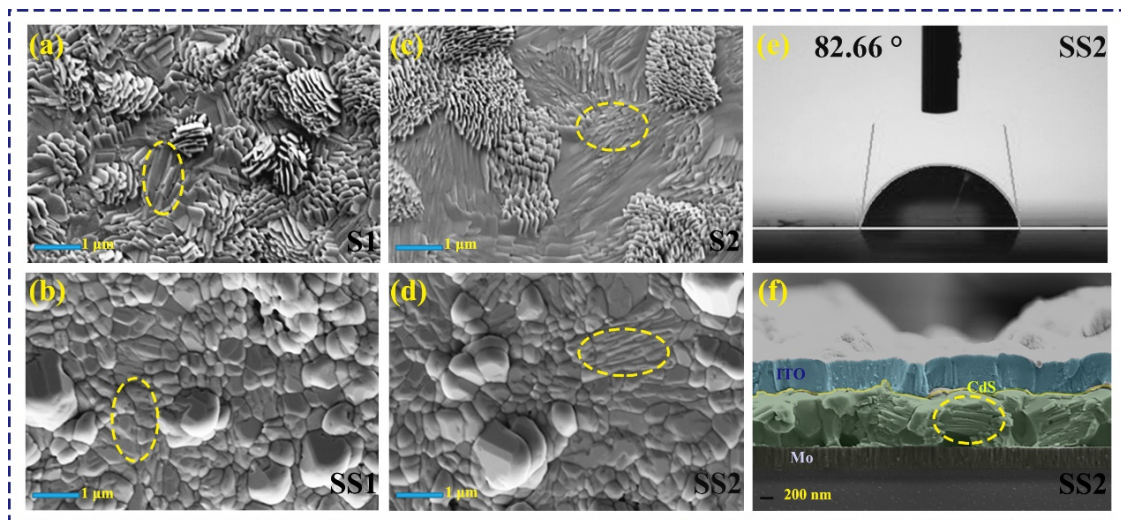 (a)
S1
1 μm
(c)
S2
1 μm
(e)
82.66 °
SS2
(b)
SS1
1 μm
(d)
SS2
1 μm
(f)
ITO
CdS
Mo
200 nm
SS2